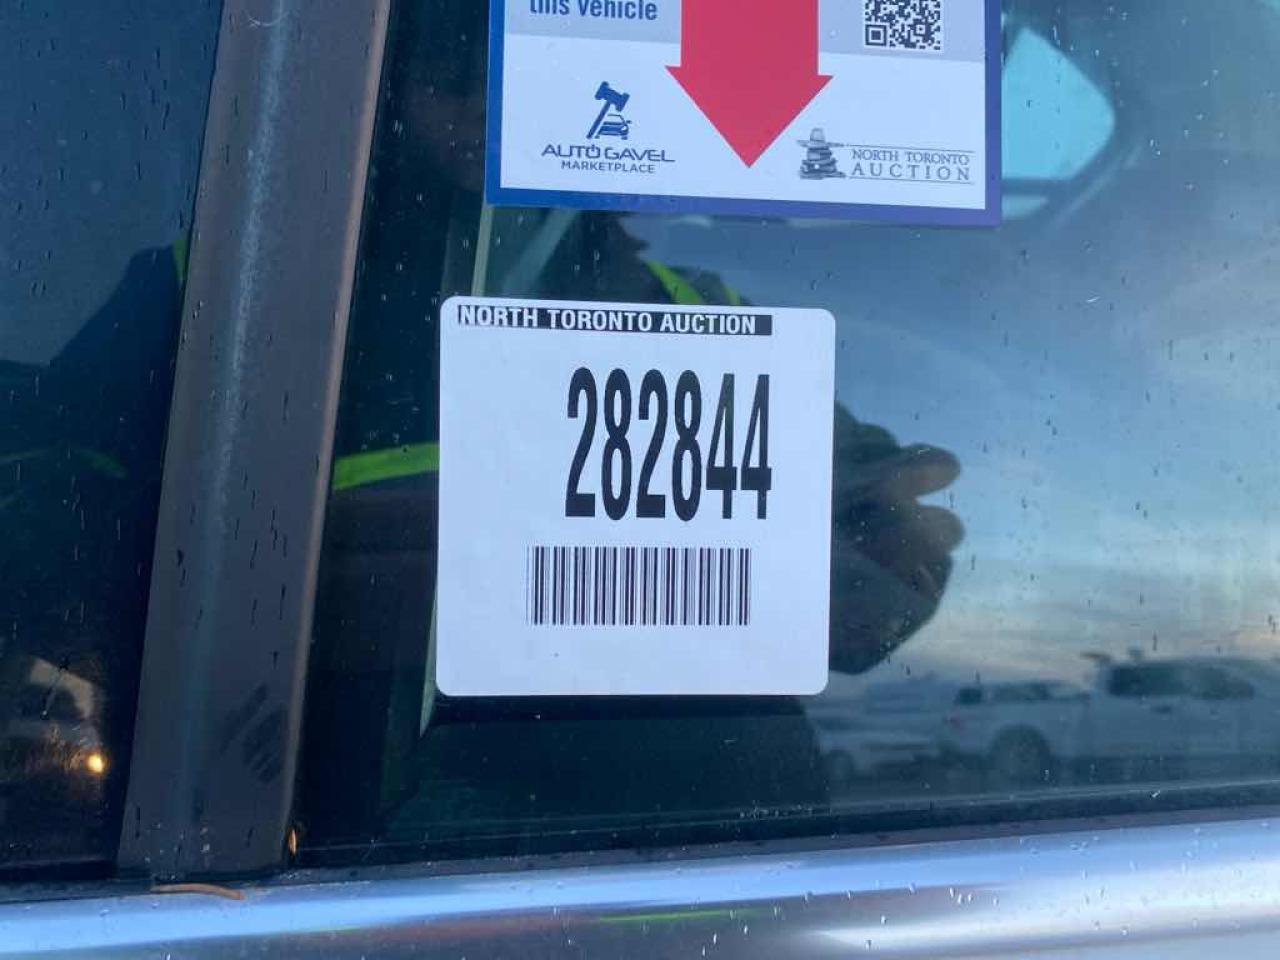 this vehicle
AUTO GAVEL
MARKETPLACE
NORTH TORONTO
AUCTION
NORTH TORONTO AUCTION
282844